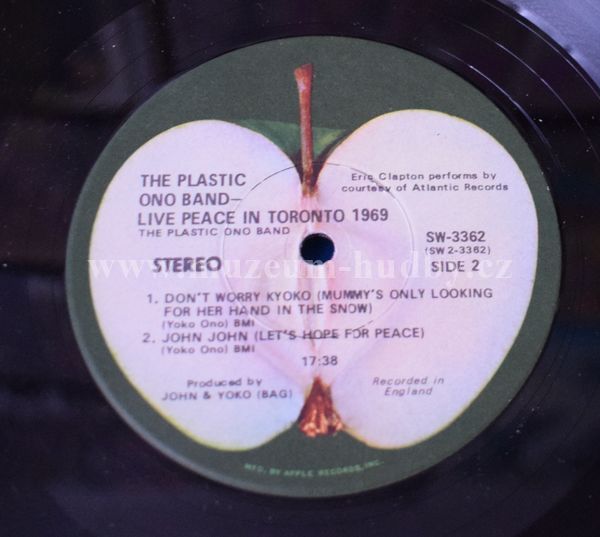 THE PLASTIC
ONO BAND—
LIVE PEACE IN TORONTO 1969
THE PLASTIC ONO BAND
Eric Clapton performs by
courtesy of Atlantic Records
STEREO
SW-3362
(SW 2-3362)
SIDE 2
www.muzeum-hudby.cz
1. DON'T WORRY KYOKO (MUMMY'S ONLY LOOKING
FOR HER HAND IN THE SNOW)
(Yoko Ono) BMI
2. JOHN JOHN (LET'S HOPE FOR PEACE)
(Yoko Ono) BMI
17:38
Produced by
JOHN & YOKO (BAG)
Recorded in
England
MFD. BY APPLE RECORDS, INC.